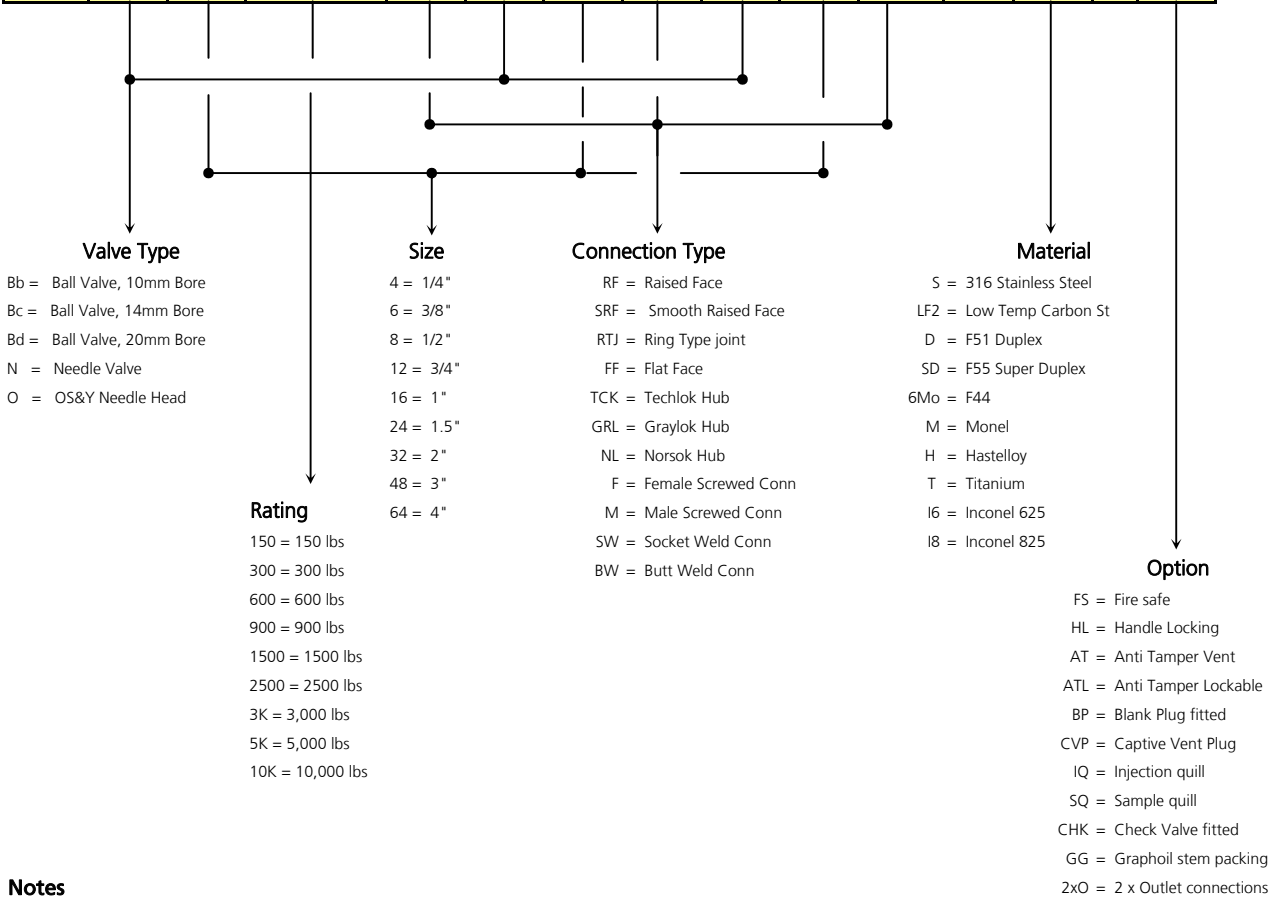 Valve Type
Bb = Ball Valve, 10mm Bore
Bc = Ball Valve, 14mm Bore
Bd = Ball Valve, 20mm Bore
N = Needle Valve
O = OS&Y Needle Head
Rating
150 = 150 lbs
300 = 300 lbs
600 = 600 lbs
900 = 900 lbs
1500 = 1500 lbs
2500 = 2500 lbs
3K = 3,000 lbs
5K = 5,000 lbs
10K = 10,000 lbs
Size
4 = 1/4"
6 = 3/8"
8 = 1/2"
12 = 3/4"
16 = 1"
24 = 1.5"
32 = 2"
48 = 3"
64 = 4"
Connection Type
RF = Raised Face
SRF = Smooth Raised Face
RTJ = Ring Type joint
FF = Flat Face
TCK = Techlok Hub
GRL = Graylok Hub
NL = Norsok Hub
F = Female Screwed Conn
M = Male Screwed Conn
SW = Socket Weld Conn
BW = Butt Weld Conn
Material
S = 316 Stainless Steel
LF2 = Low Temp Carbon St
D = F51 Duplex
SD = F55 Super Duplex
6Mo = F44
M = Monel
H = Hastelloy
T = Titanium
I6 = Inconel 625
I8 = Inconel 825
Option
FS = Fire safe
HL = Handle Locking
AT = Anti Tamper Vent
ATL = Anti Tamper Lockable
BP = Blank Plug fitted
CVP = Captive Vent Plug
IQ = Injection quill
SQ = Sample quill
CHK = Check Valve fitted
GG = Graphoil stem packing
2xO = 2 x Outlet connections
Notes